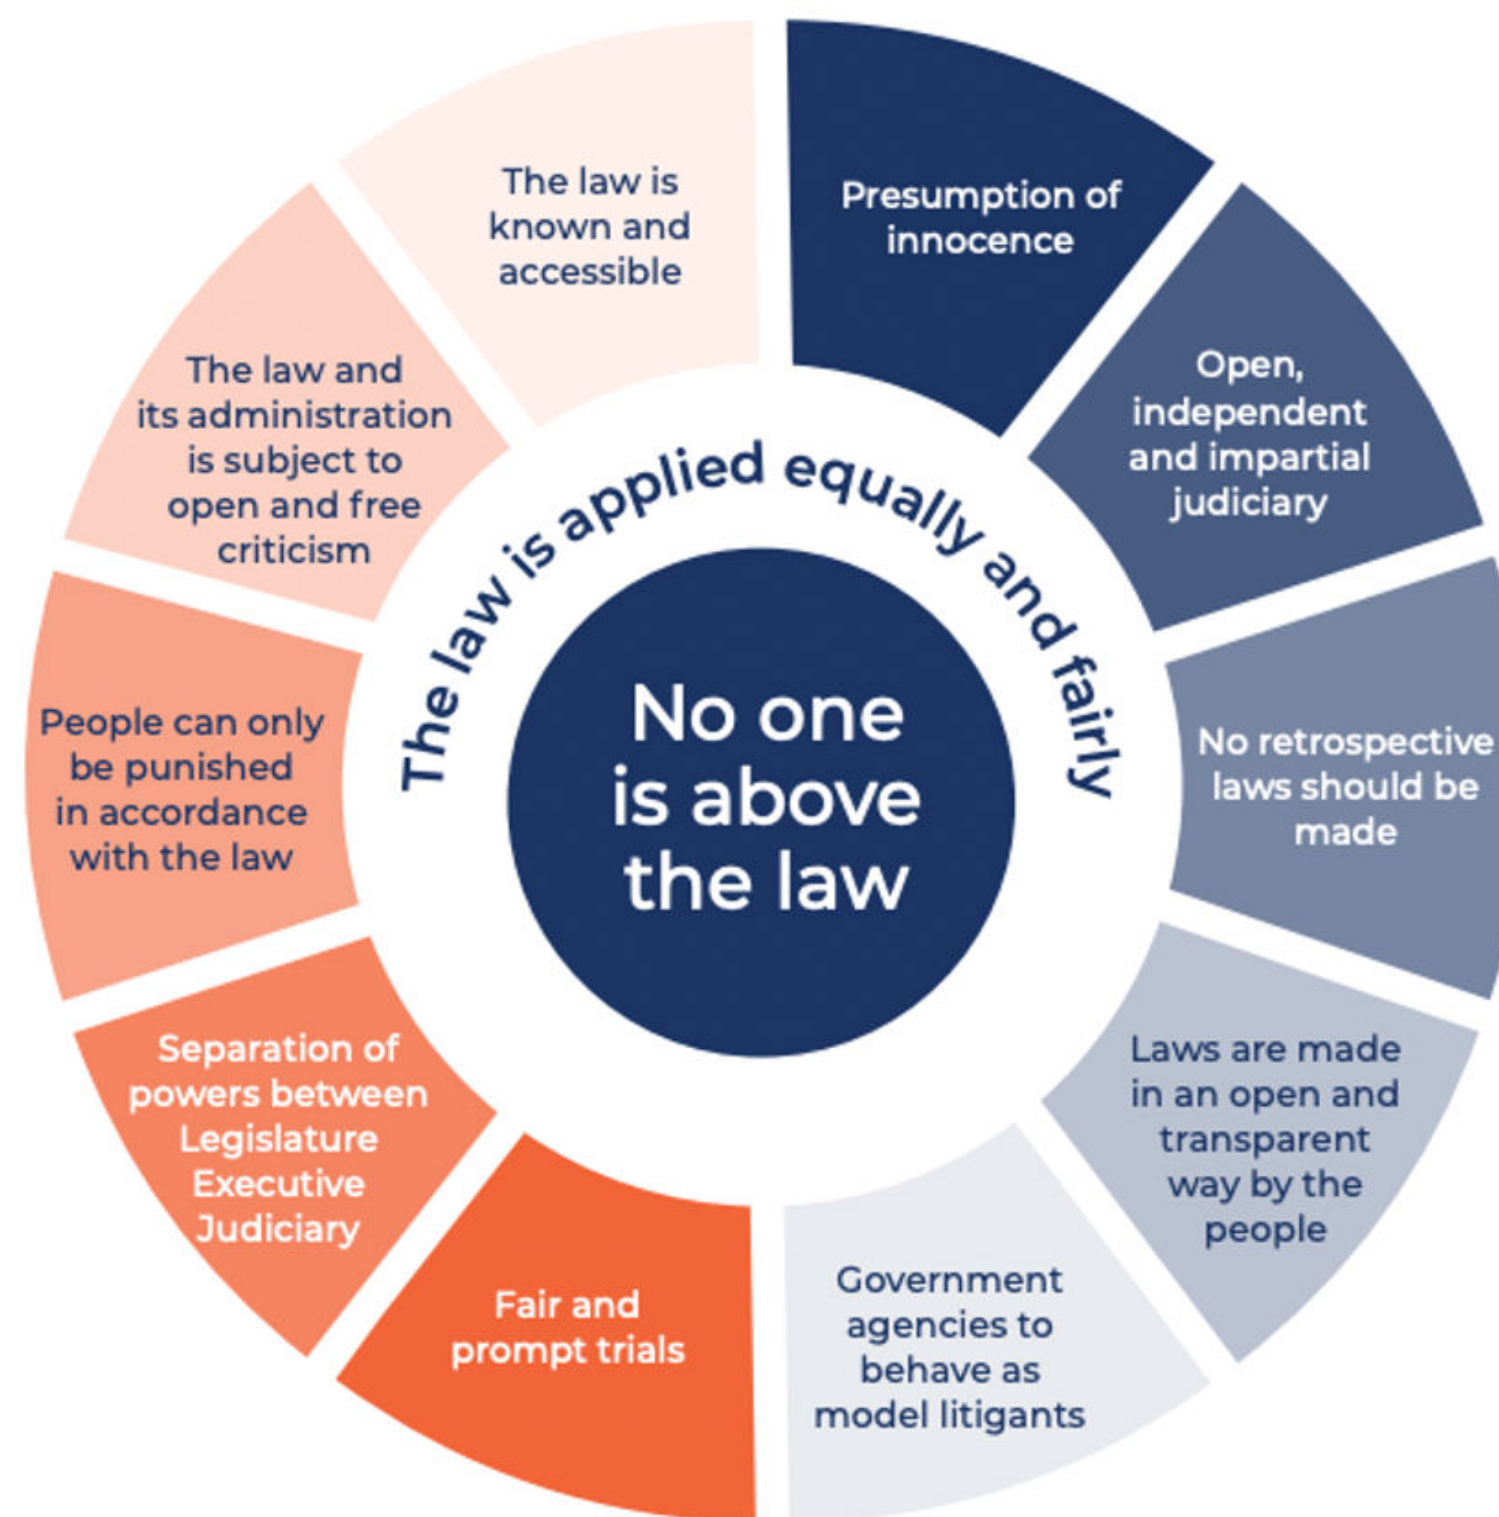 No one
is above
the law
The law is applied equally and fairly
Presumption of
innocence
Open,
independent
and impartial
judiciary
No retrospective
laws should be
made
Laws are made
in an open and
transparent
way by the
people
Government
agencies to
behave as
model litigants
Fair and
prompt trials
Separation of
powers between
Legislature
Executive
Judiciary
People can only
be punished
in accordance
with the law
The law and
its administration
is subject to
open and free
criticism
The law is
known and
accessible